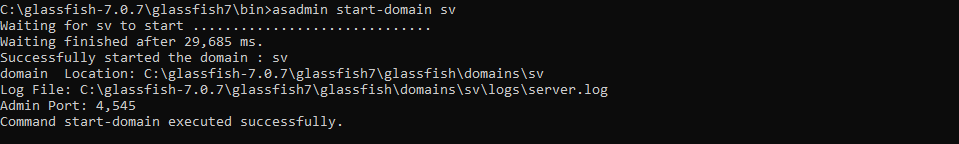 C:\glassfish-7.0.7\glassfish7\bin>asadmin start-domain sv
Waiting for sv to start ..............................
Waiting finished after 29,685 ms.
Successfully started the domain : sv
domain  Location: C:\glassfish-7.0.7\glassfish7\glassfish\domains\sv
Log File: C:\glassfish-7.0.7\glassfish7\glassfish\domains\sv\logs\server.log
Admin Port: 4,545
Command start-domain executed successfully.